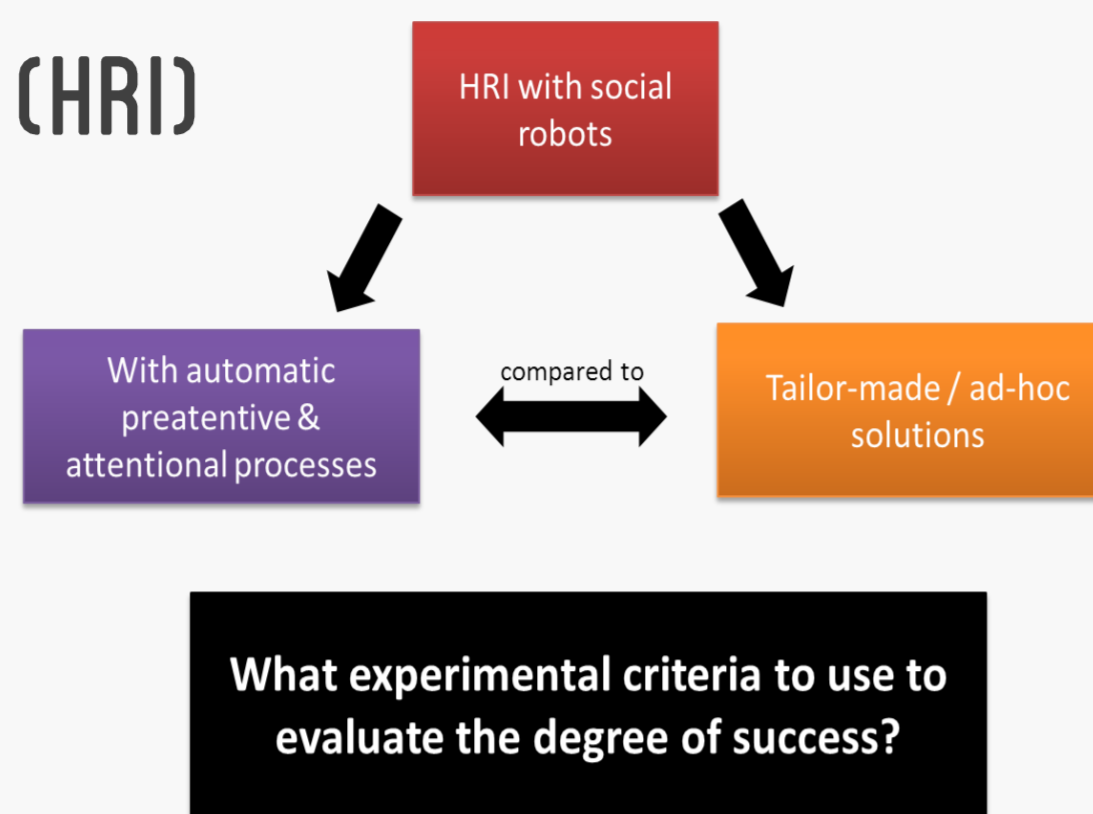 (HRI)
HRI with social
robots
With automatic
preatentive &
attentional processes
compared to
Tailor-made / ad-hoc
solutions
What experimental criteria to use to
evaluate the degree of success?